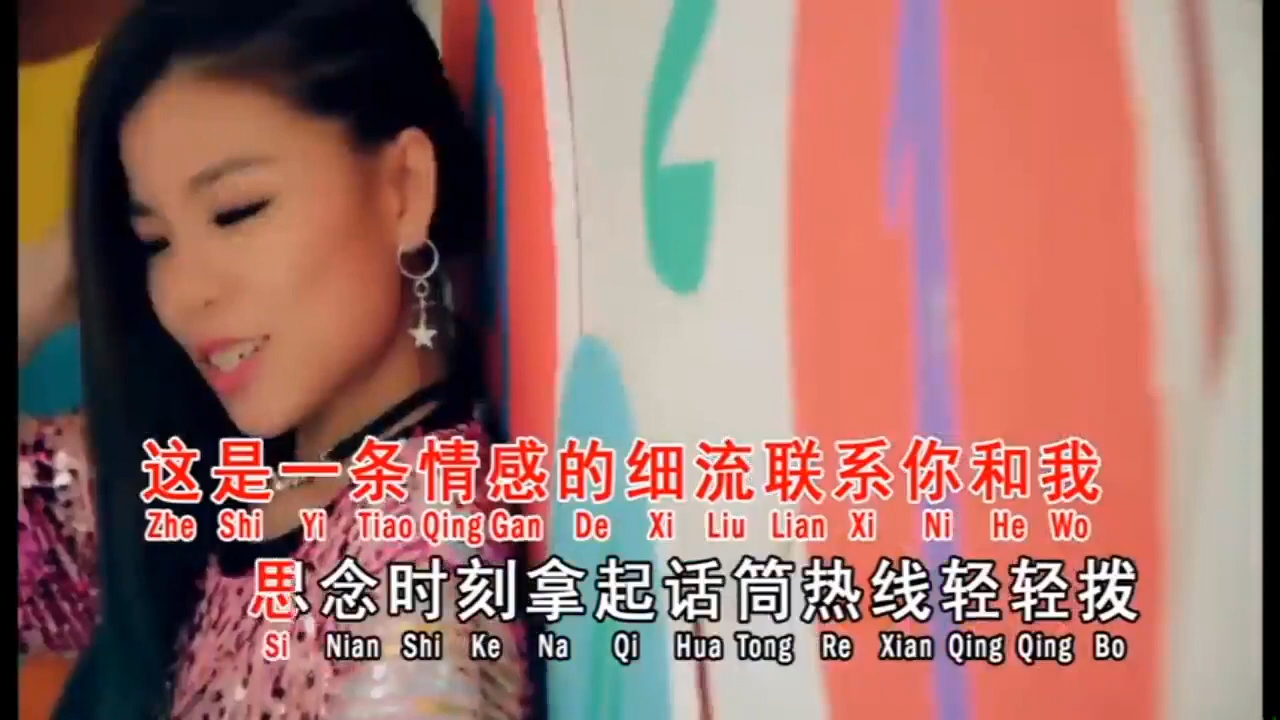 这是一条情感的细流联系你和我
Zhe Shi Yi Tiao Qing Gan De Xi Liu Lian Xi Ni He Wo
思念时刻拿起话筒热线轻轻拨
Si Nian Shi Ke Na Qi Hua Tong Re Xian Qing Qing Bo